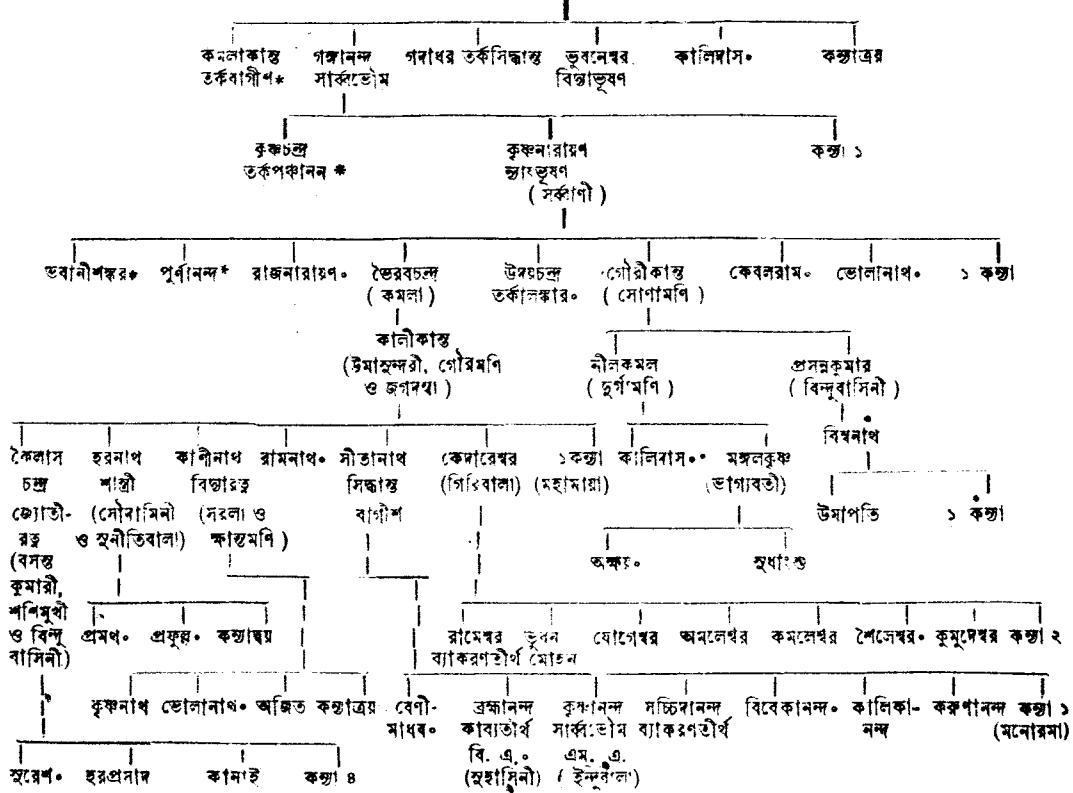 কমলাকান্ত গঙ্গানন্দ গদাধর তর্কসিদ্ধান্ত ভুবনেশ্বর কালিদাস॰ কন্যাত্রয়
তর্কবাগীশ* সার্ব্বভৌম বিদ্যাভূষণ
কৃষ্ণচন্দ্র কৃষ্ণনারায়ণ কন্যা ১
তর্কপঞ্চানন * ন্যায়ভূষণ
( সর্ব্বাণী )
ভবানীশঙ্কর* পূর্ণানন্দ* রাজনারায়ণ॰ ভৈরবচন্দ্র উদয়চন্দ্র গৌরীকান্ত কেবলরাম॰ ভোলানাথ॰ ১ কন্যা
( কমলা ) তর্কালঙ্কার॰ ( সোণামণি )
কালীকান্ত নীলকমল প্রসন্নকুমার
(উমাসুন্দরী, গৌরমণি ( দুর্গামণি ) ( বিন্দুবাসিনী )
ও জগদম্বা )
বিশ্বনাথ
কৈলাস হরনাথ কাশীনাথ রামনাথ॰ সীতানাথ কেদারেশ্বর ১কন্যা কালিদাস॰॰ মঙ্গলকৃষ্ণ
চন্দ্র শাস্ত্রী বিদ্যারত্ন সিদ্ধান্ত (গিরিবালা) (মহামায়া) (ভাগ্যবতী)
জ্যোতী- (সৌদামিনী (সরলা ও বাগীশ উমাপতি ১ কন্যা
রত্ন ও সুনীতিবালা) ক্ষান্তমণি )
(বসন্ত অক্ষয়॰ সুধাংশু
কুমারী,
শশিমুখী
ও বিন্দু প্রমথ॰ প্রফুল্ল॰ কন্যাদ্বয় রামেশ্বর ভুবন যোগেশ্বর অমলেশ্বর কমলেশ্বর শৈলেশ্বর॰ কুমুদেশ্বর কন্যা ২
বাসিনী) ব্যাকরণতীর্থ মোহন
কৃষ্ণনাথ ভোলানাথ॰ অজিত কন্যাত্রয় বেণী- ব্রহ্মানন্দ কৃষ্ণানন্দ সচ্চিদানন্দ বিবেকানন্দ॰ কালিকা- করুণানন্দ কন্যা ১
মাধব॰ কাব্যতীর্থ সার্ব্বভৌম ব্যাকরণতীর্থ নন্দ (মনোরমা)
বি. এ.॰ এম. এ.
সুরেশ॰ হরপ্রসাদ কানাই কন্যা ৪ (সুহাসিনী) ( ইন্দুবালা )